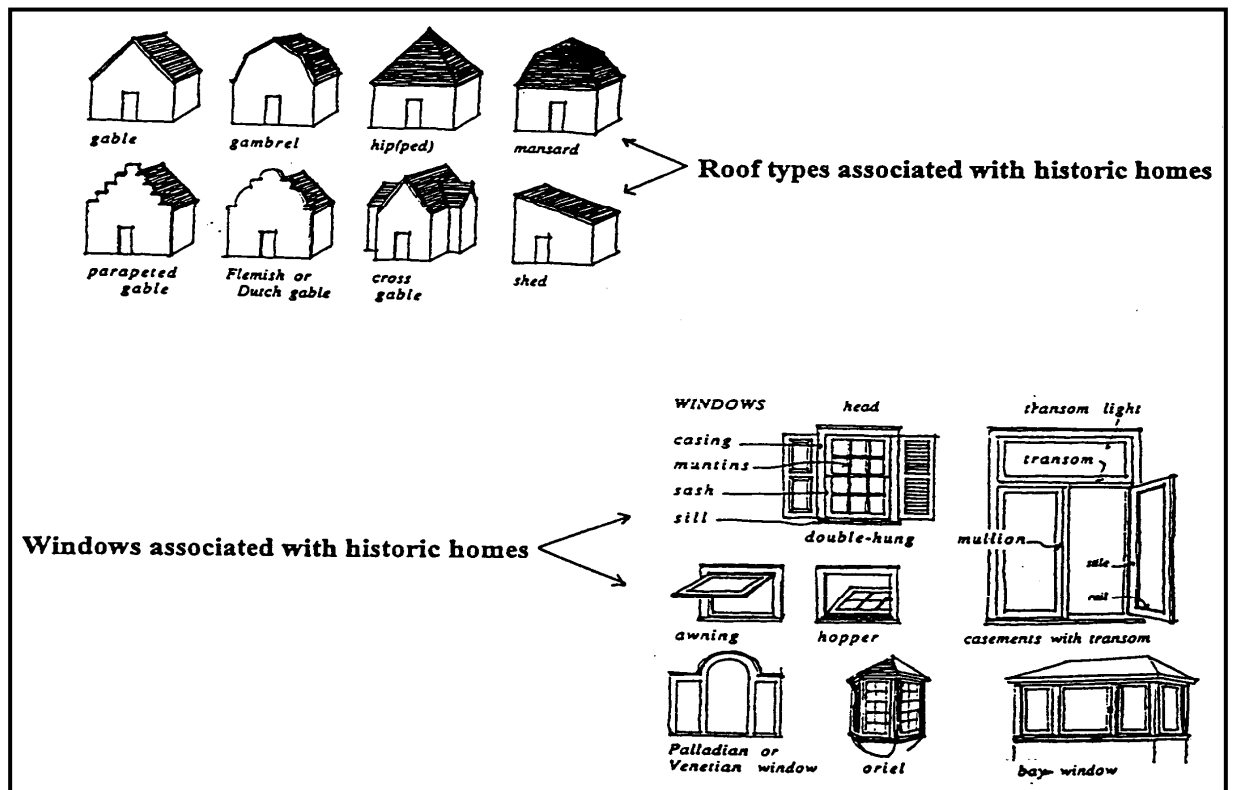 gable
gambrel
hip(ped)
mansard
Roof types associated with historic homes
parapeted
gable
Flemish or
Dutch gable
cross
gable
shed
WINDOWS
head
transom light
casing
muntins
transom
sash
sill
double-hung
mullion
stile
rail
Windows associated with historic homes
awning
hopper
casements with transom
Palladian or
Venetian window
oriel
bay window